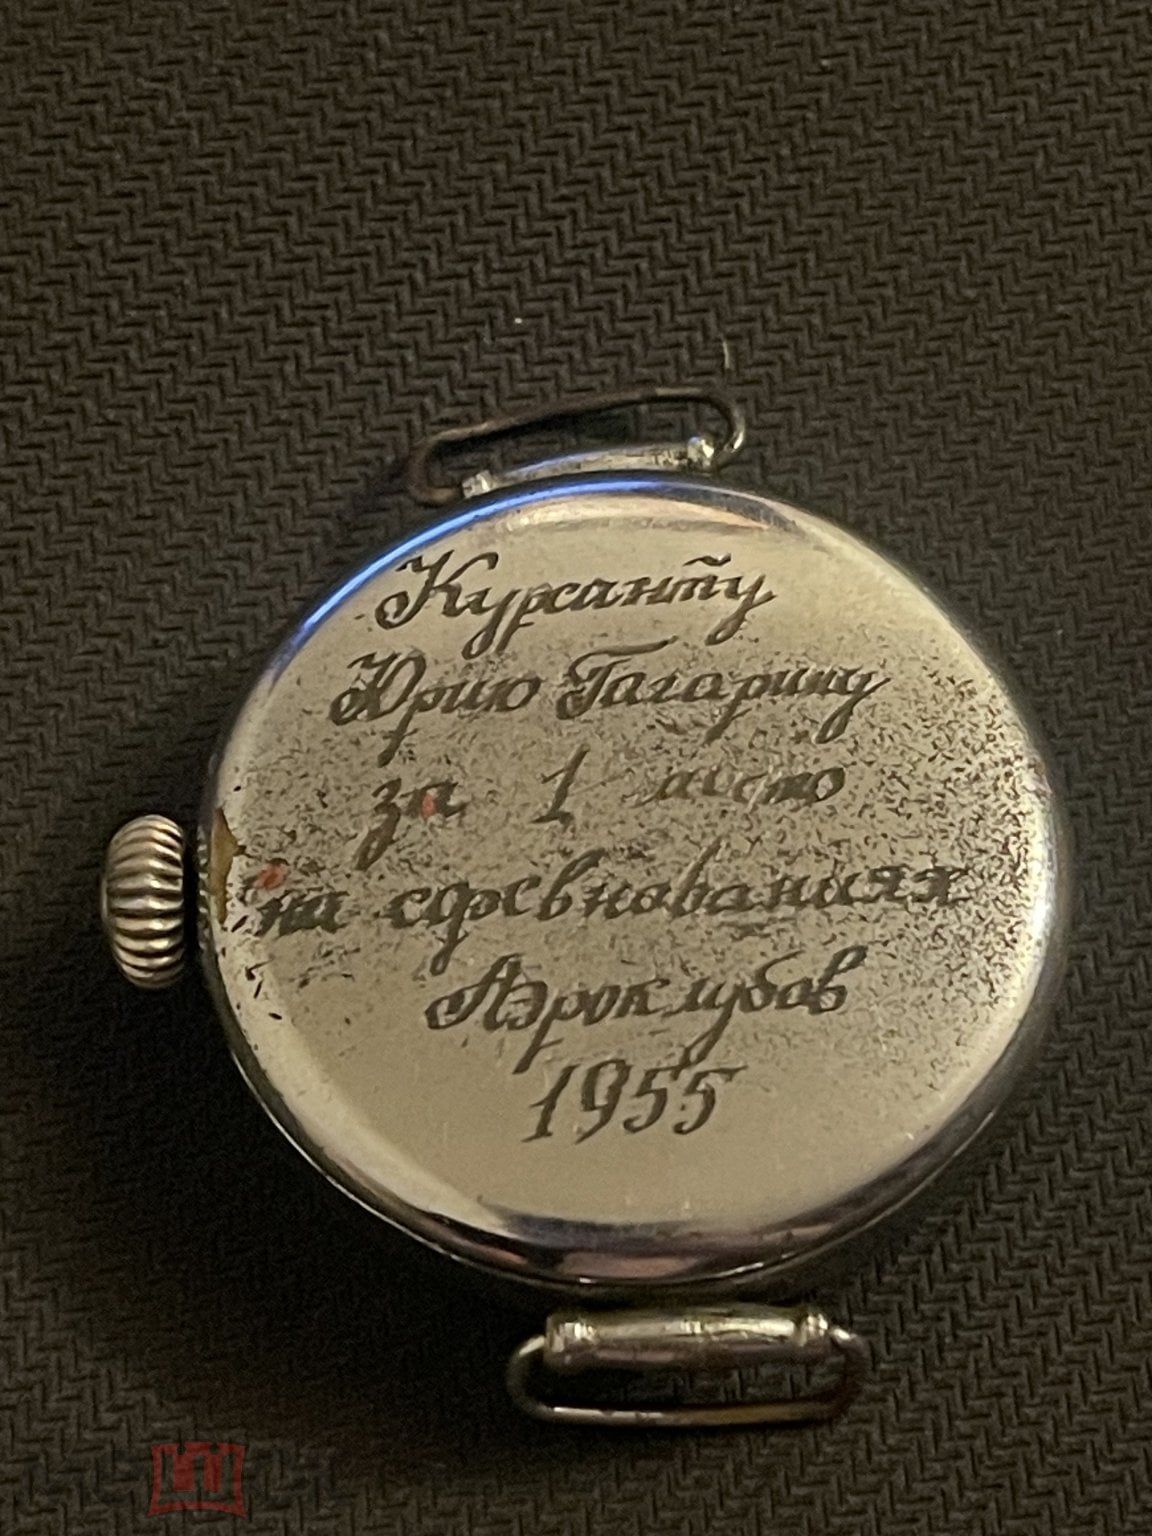 Курсанту
Юрию Гагарину
за 1 место
на соревнованиях
Аэроклубов
1955